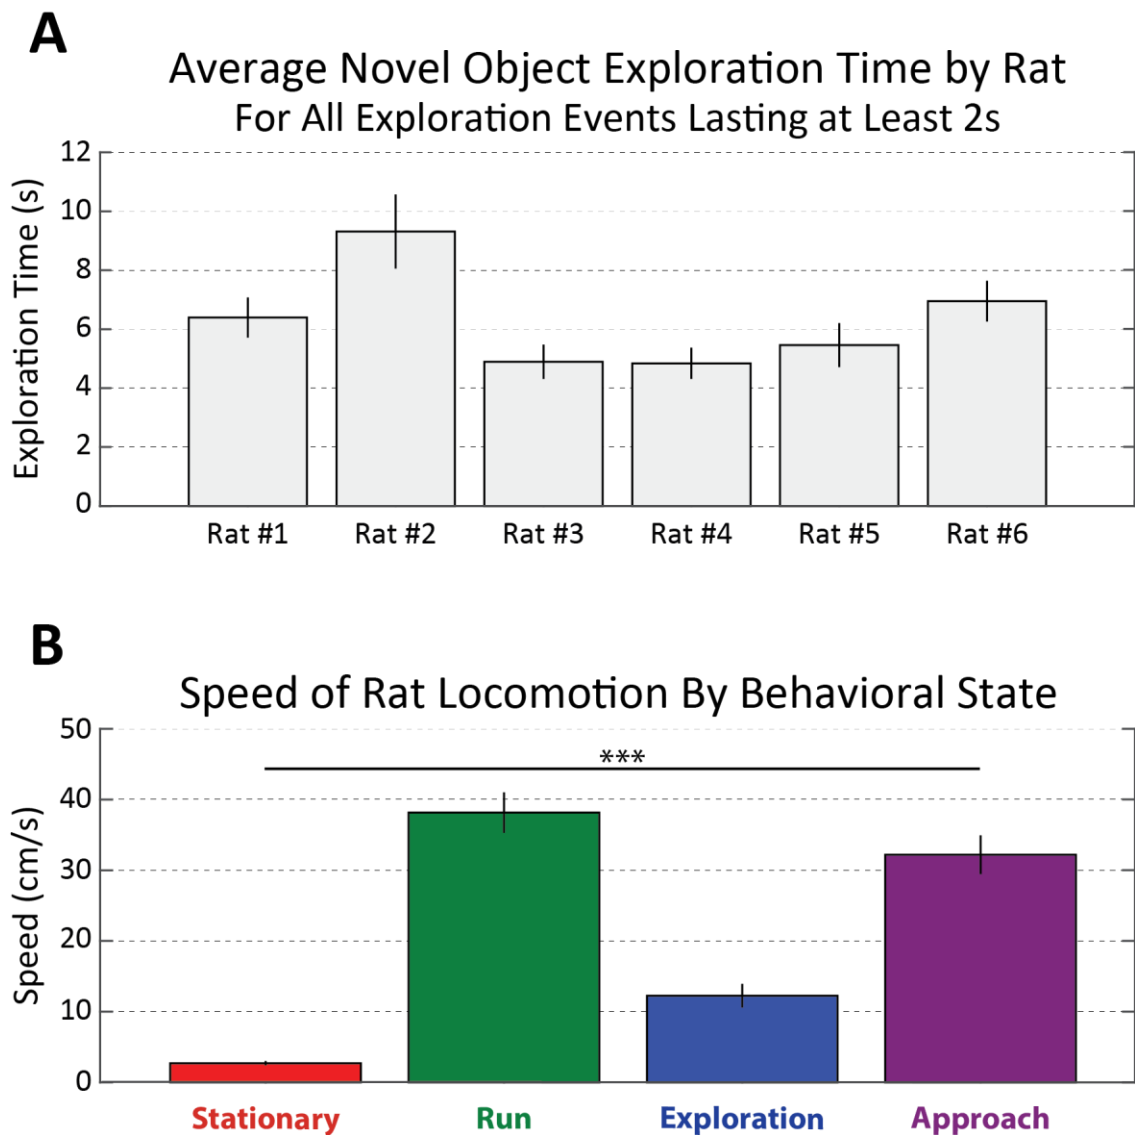 A
Average Novel Object Exploration Time by Rat
For All Exploration Events Lasting at Least 2s
Exploration Time (s)
12
10
8
6
4
2
0
Rat #1 Rat #2 Rat #3 Rat #4 Rat #5 Rat #6
B
Speed of Rat Locomotion By Behavioral State
Speed (cm/s)
50
***
40
30
20
10
0
Stationary Run Exploration Approach